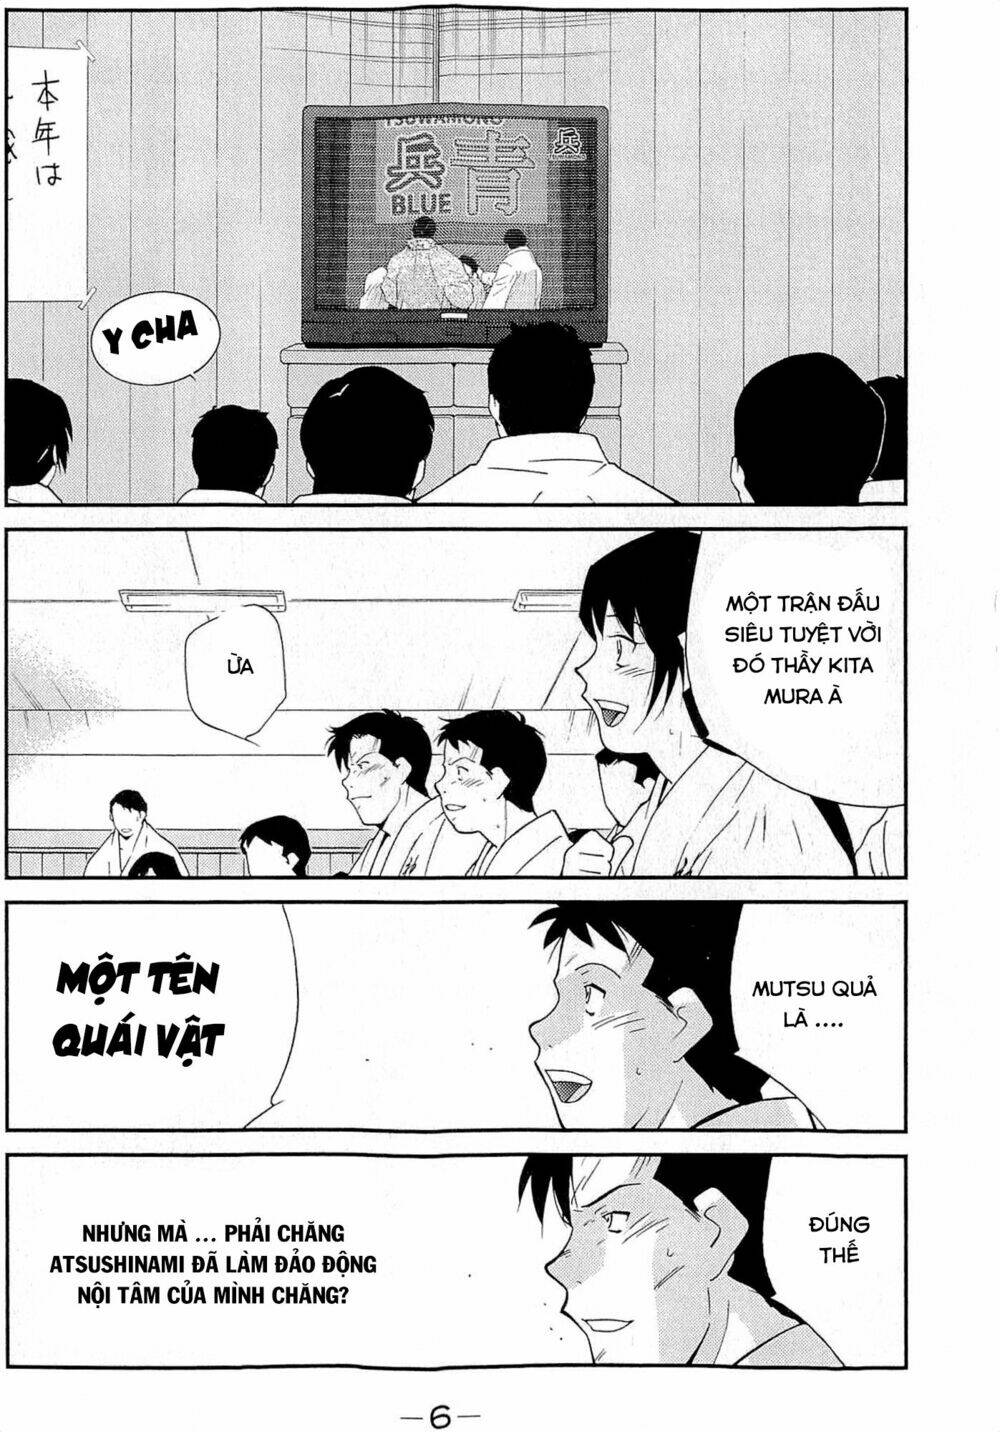 本年は
TSUWAMONO
兵 青
BLUE
兵
TSUWAMONO
Y CHA
MỘT TRẬN ĐẤU
SIÊU TUYỆT VỜI
ĐÓ THẦY KITA
MURA À
ỪA
MUTSU QUẢ
LÀ ....
MỘT TÊN
QUÁI VẬT
ĐÚNG
THẾ
NHƯNG MÀ ... PHẢI CHĂNG
ATSUSHINAMI ĐÃ LÀM ĐẢO ĐỘNG
NỘI TÂM CỦA MÌNH CHĂNG?
-6-